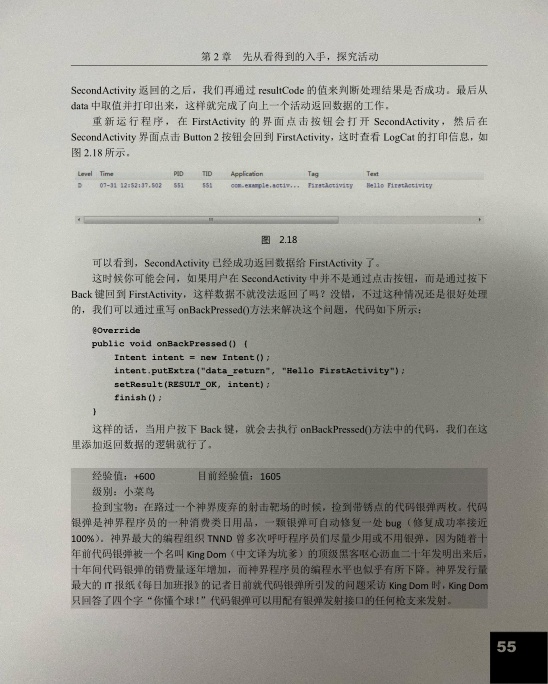 第 2 章 先从看得到的入手，探究活动
SecondActivity 返回的之后，我们再通过 resultCode 的值来判断处理结果是否成功。最后从
data 中取值并打印出来，这样就完成了向上一个活动返回数据的工作。
重新运行程序，在 FirstActivity 的界面点击按钮会打开 SecondActivity，然后在
SecondActivity 界面点击 Button 2 按钮会回到 FirstActivity，这时查看 LogCat 的打印信息，如
图 2.18 所示。
Level Time PID TID Application Tag Text
D 07-31 12:52:37.502 551 551 com.example.activ... FirstActivity Hello FirstActivity
图 2.18
可以看到，SecondActivity 已经成功返回数据给 FirstActivity 了。
这时候你可能会问，如果用户在 SecondActivity 中并不是通过点击按钮，而是通过按下
Back 键回到 FirstActivity，这样数据不就没法返回了吗？没错，不过这种情况还是很好处理
的，我们可以通过重写 onBackPressed()方法来解决这个问题，代码如下所示：
@Override
public void onBackPressed() {
Intent intent = new Intent();
intent.putExtra("data_return", "Hello FirstActivity");
setResult(RESULT_OK, intent);
finish();
}
这样的话，当用户按下 Back 键，就会去执行 onBackPressed()方法中的代码，我们在这
里添加返回数据的逻辑就行了。
经验值：+600 目前经验值：1605
级别：小菜鸟
捡到宝物：在路过一个神界废弃的射击靶场的时候，捡到带锈点的代码银弹两枚。代码
银弹是神界程序员的一种消费类日用品，一颗银弹可自动修复一处 bug（修复成功率接近
100%）。神界最大的编程组织 TNND 曾多次呼吁程序员们尽量少用或不用银弹，因为随着十
年前代码银弹被一个名叫 King Dom（中文译为坑爹）的顶级黑客呕心沥血二十年发明出来后，
十年间代码银弹的销售量逐年增加，而神界程序员的编程水平也似乎有所下降。神界发行量
最大的 IT 报纸《每日加班报》的记者日前就代码银弹所引发的问题采访 King Dom 时，King Dom
只回答了四个字“你懂个球！”代码银弹可以用配有银弹发射接口的任何枪支来发射。
55